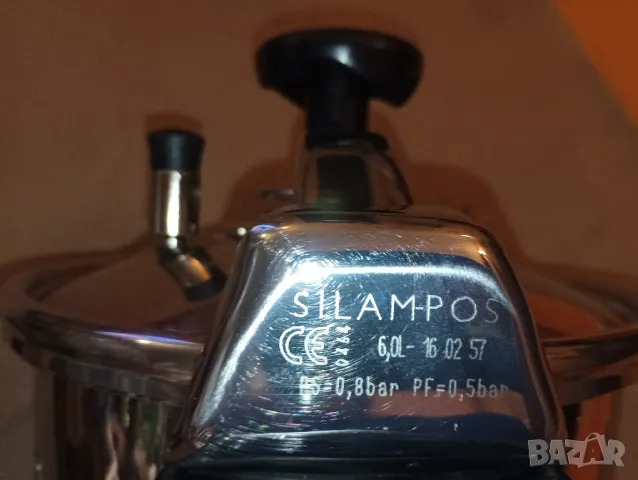 SILAMPOS
CE 6,0L- 16 02 57
PS=0,8bar PF=0,5bar
BAZAR